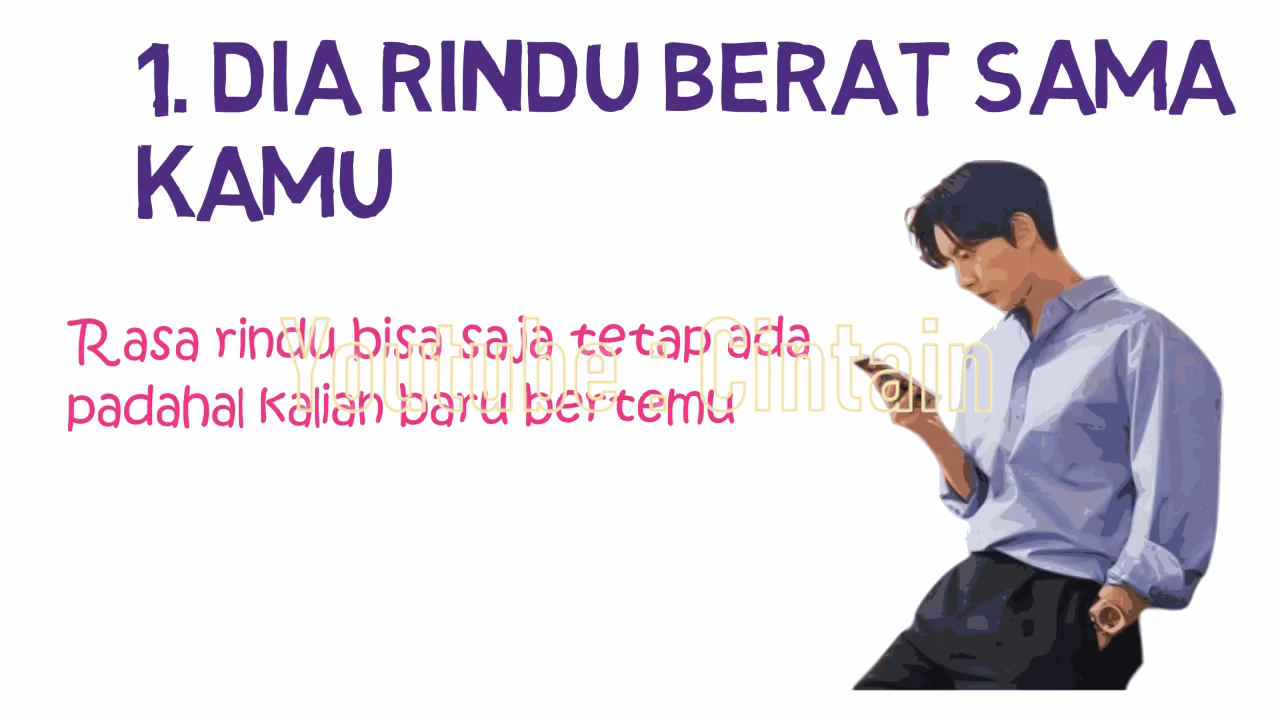 1. DIA RINDU BERAT SAMA
KAMU
Rasa rindu bisa saja tetap ada
padahal kalian baru bertemu
Youtube : Cintain